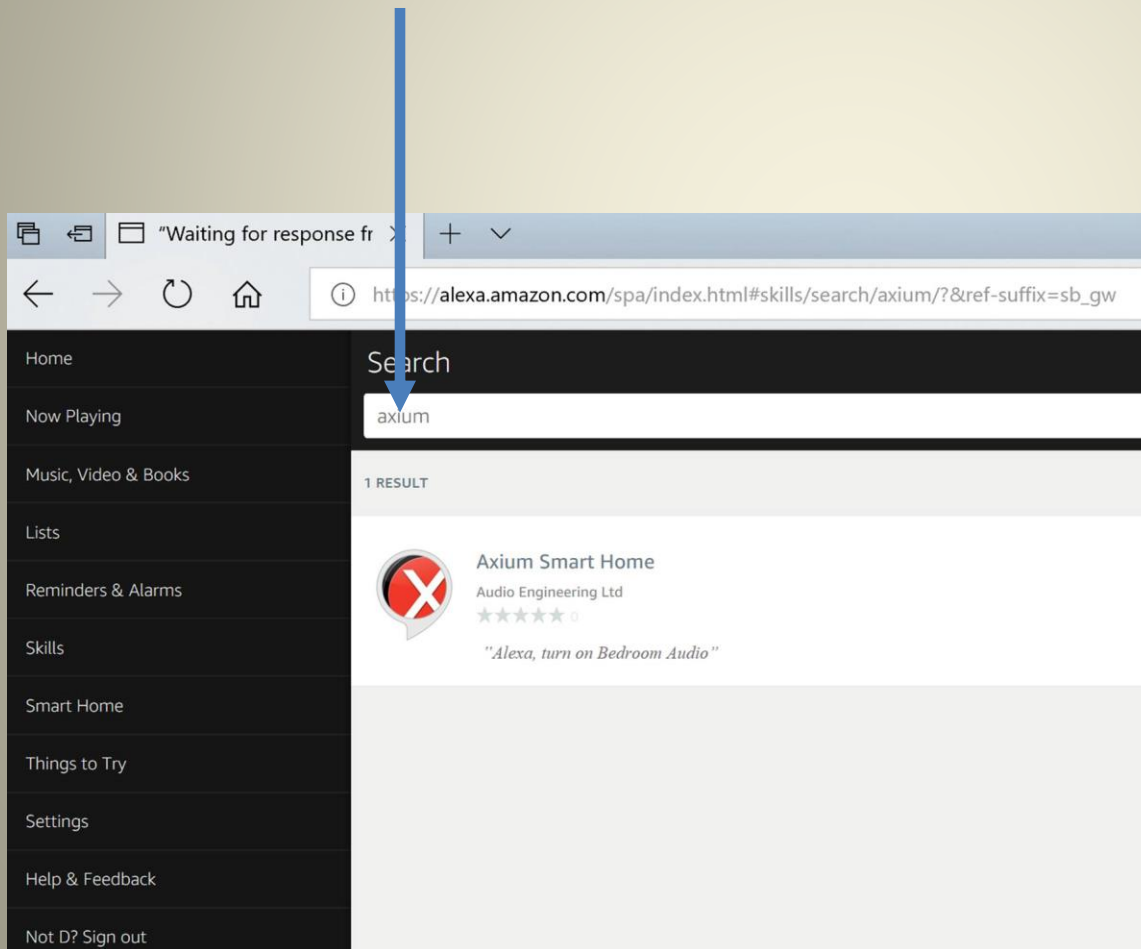 "Waiting for response fr
https://alexa.amazon.com/spa/index.html#skills/search/axium/?&ref-suffix=sb_gw
Home
Now Playing
Music, Video & Books
Lists
Reminders & Alarms
Skills
Smart Home
Things to Try
Settings
Help & Feedback
Not D? Sign out
Search
axium
1 RESULT
Axium Smart Home
Audio Engineering Ltd
0
"Alexa, turn on Bedroom Audio"